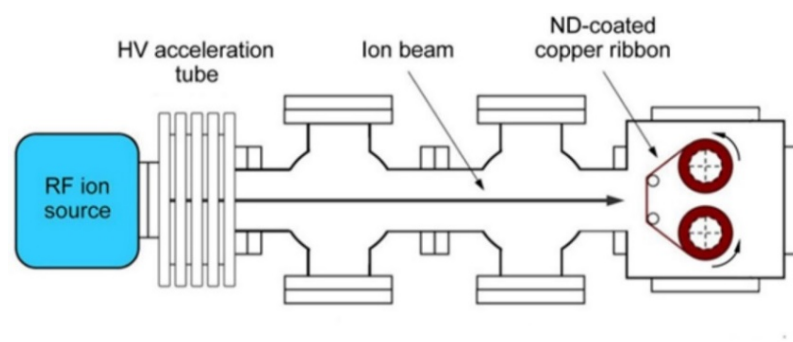 HV acceleration
tube
Ion beam
ND-coated
copper ribbon
RF ion
source